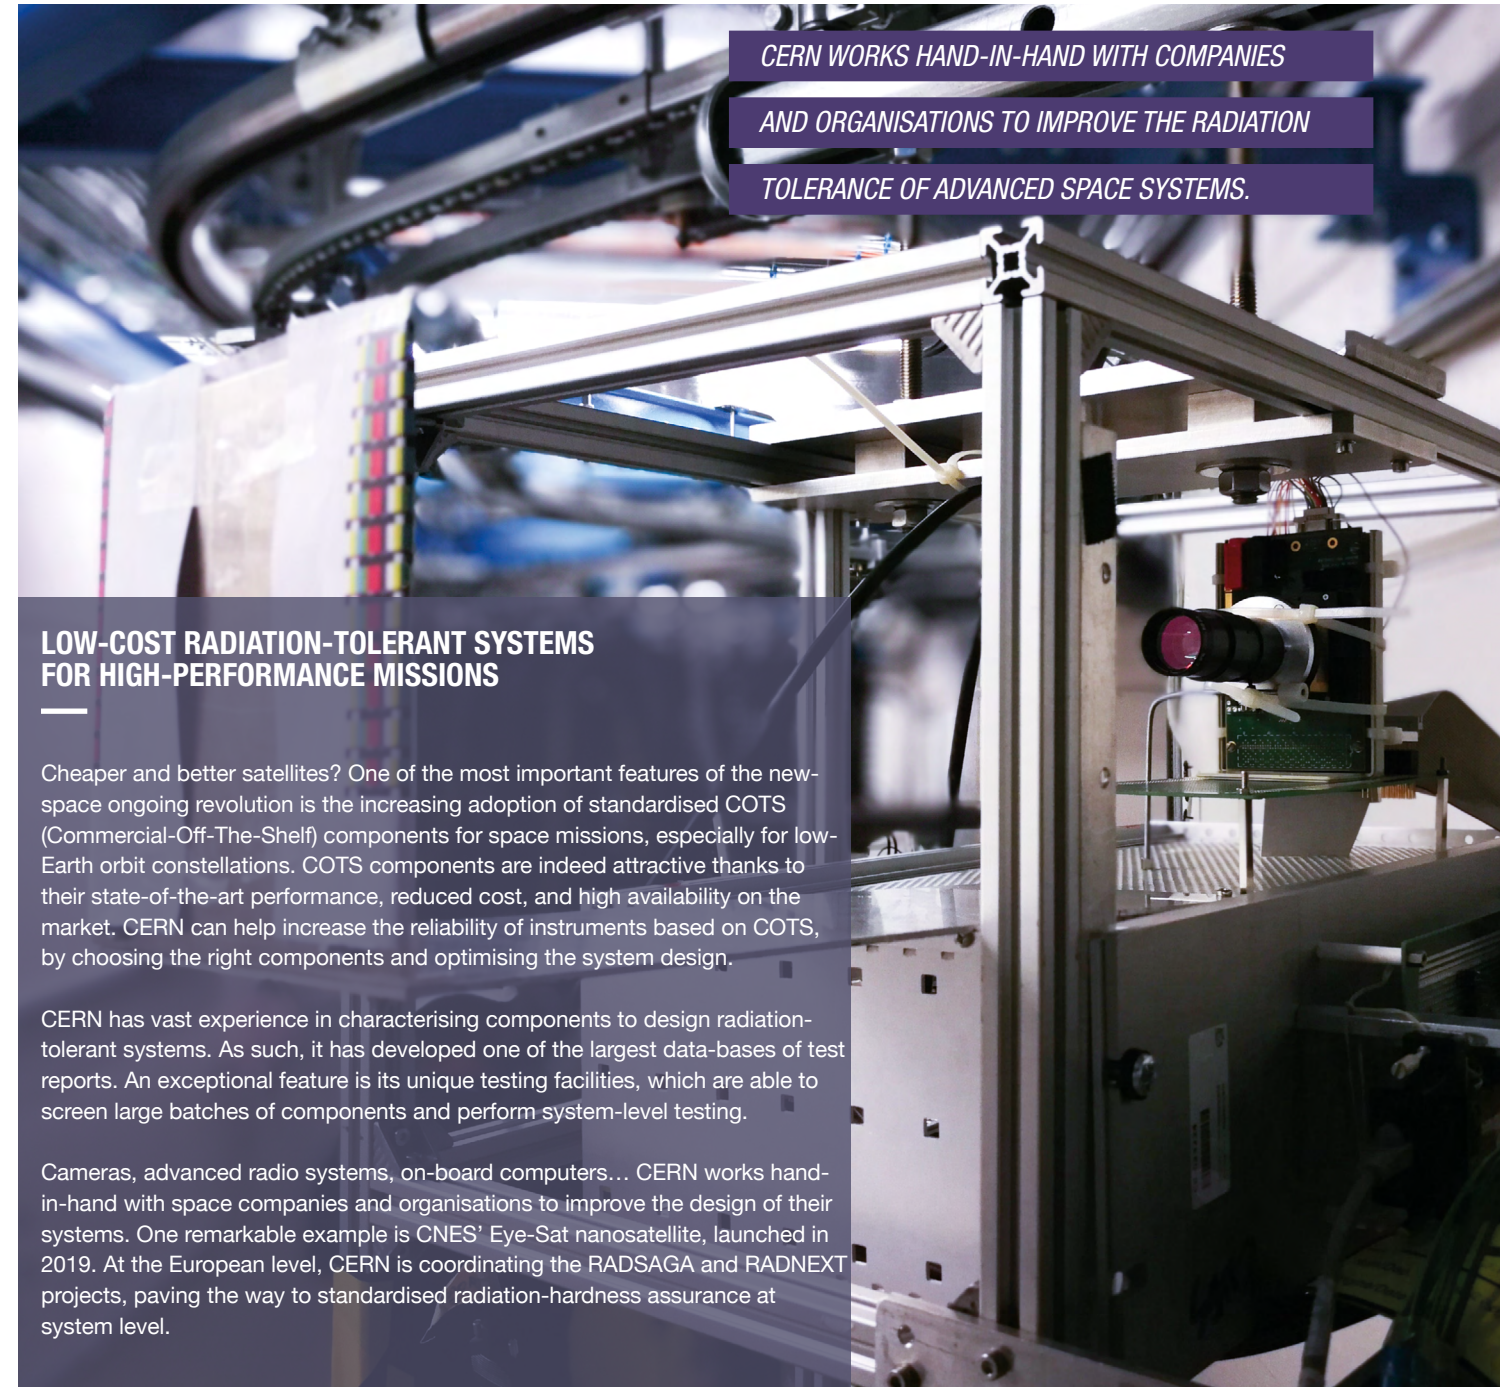 CERN WORKS HAND-IN-HAND WITH COMPANIES
AND ORGANISATIONS TO IMPROVE THE RADIATION
TOLERANCE OF ADVANCED SPACE SYSTEMS.
LOW-COST RADIATION-TOLERANT SYSTEMS
FOR HIGH-PERFORMANCE MISSIONS
Cheaper and better satellites? One of the most important features of the new-
space ongoing revolution is the increasing adoption of standardised COTS
(Commercial-Off-The-Shelf) components for space missions, especially for low-
Earth orbit constellations. COTS components are indeed attractive thanks to
their state-of-the-art performance, reduced cost, and high availability on the
market. CERN can help increase the reliability of instruments based on COTS,
by choosing the right components and optimising the system design.
CERN has vast experience in characterising components to design radiation-
tolerant systems. As such, it has developed one of the largest data-bases of test
reports. An exceptional feature is its unique testing facilities, which are able to
screen large batches of components and perform system-level testing.
Cameras, advanced radio systems, on-board computers… CERN works hand-
in-hand with space companies and organisations to improve the design of their
systems. One remarkable example is CNES’ Eye-Sat nanosatellite, launched in
2019. At the European level, CERN is coordinating the RADSAGA and RADNEXT
projects, paving the way to standardised radiation-hardness assurance at
system level.